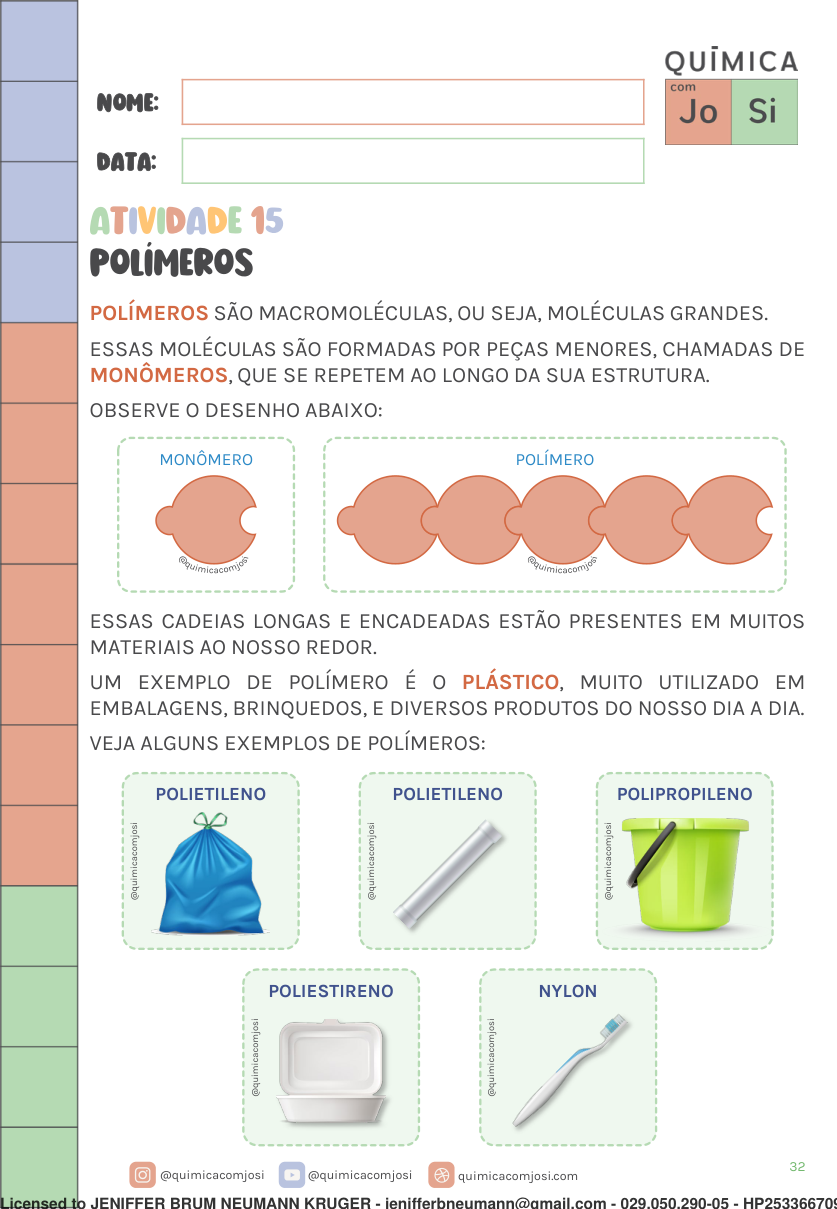 QUÍMICA
com
Jo Si
NOME:
DATA:
ATIVIDADE 15
POLÍMEROS
POLÍMEROS SÃO MACROMOLÉCULAS, OU SEJA, MOLÉCULAS GRANDES.
ESSAS MOLÉCULAS SÃO FORMADAS POR PEÇAS MENORES, CHAMADAS DE
MONÔMEROS, QUE SE REPETEM AO LONGO DA SUA ESTRUTURA.
OBSERVE O DESENHO ABAIXO:
MONÔMERO
@quimicacomjosi
POLÍMERO
@quimicacomjosi
ESSAS CADEIAS LONGAS E ENCADEADAS ESTÃO PRESENTES EM MUITOS
MATERIAIS AO NOSSO REDOR.
UM EXEMPLO DE POLÍMERO É O PLÁSTICO, MUITO UTILIZADO EM
EMBALAGENS, BRINQUEDOS, E DIVERSOS PRODUTOS DO NOSSO DIA A DIA.
VEJA ALGUNS EXEMPLOS DE POLÍMEROS:
POLIETILENO
@quimicacomjosi
POLIETILENO
@quimicacomjosi
POLIPROPILENO
@quimicacomjosi
POLIESTIRENO
@quimicacomjosi
NYLON
@quimicacomjosi
@quimicacomjosi @quimicacomjosi quimicacomjosi.com
32
Licensed to JENIFFER BRUM NEUMANN KRUGER - jenifferbneumann@gmail.com - 029.050.290-05 - HP253366709